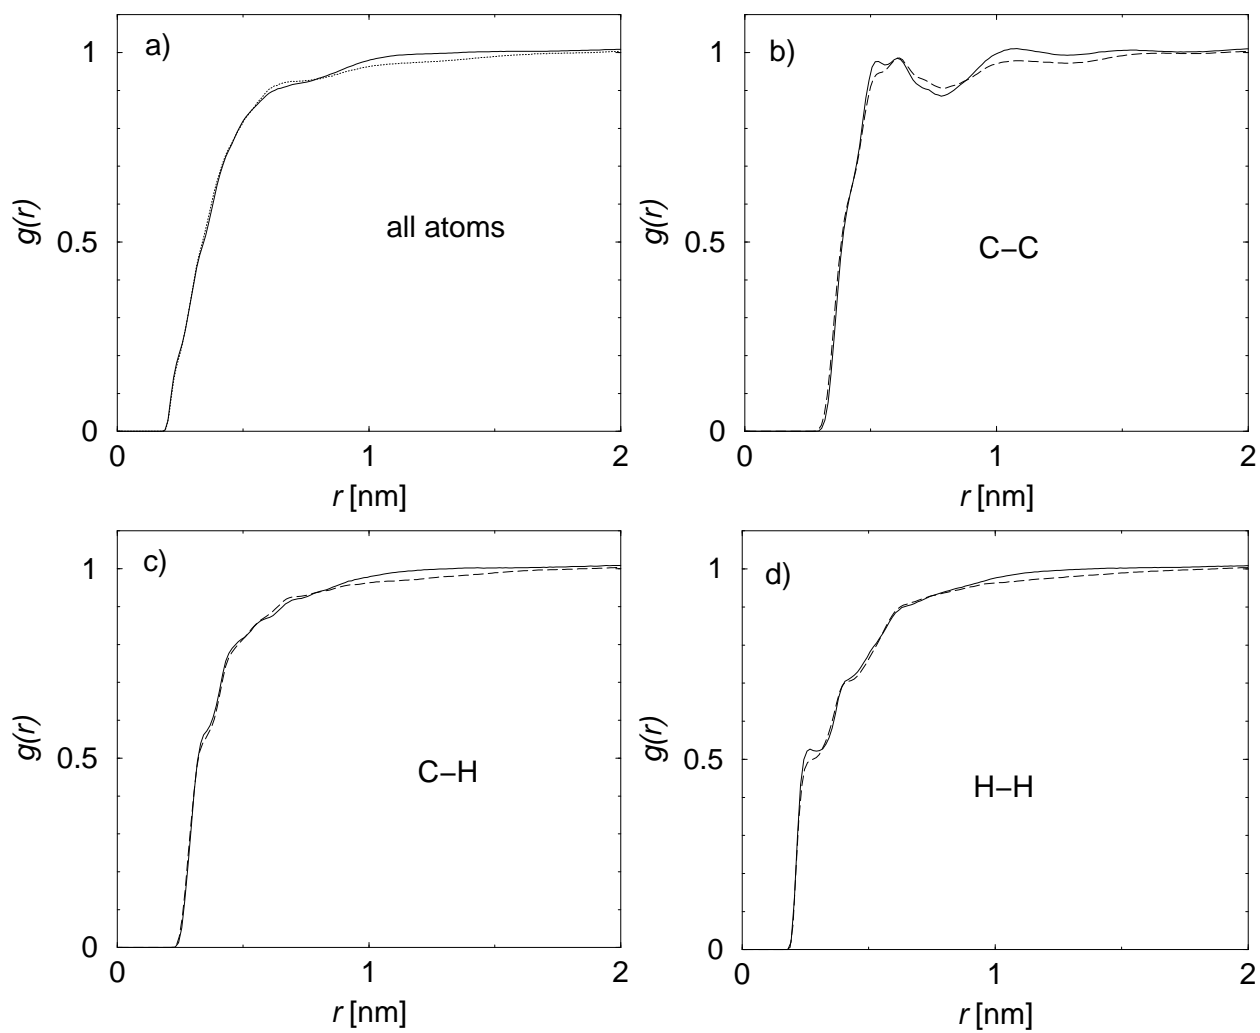 a)
1
0.5
0
g(r)
all atoms
0 1 2
r [nm]
b)
1
0.5
0
g(r)
C–C
0 1 2
r [nm]
c)
1
0.5
0
g(r)
C–H
0 1 2
r [nm]
d)
1
0.5
0
g(r)
H–H
0 1 2
r [nm]